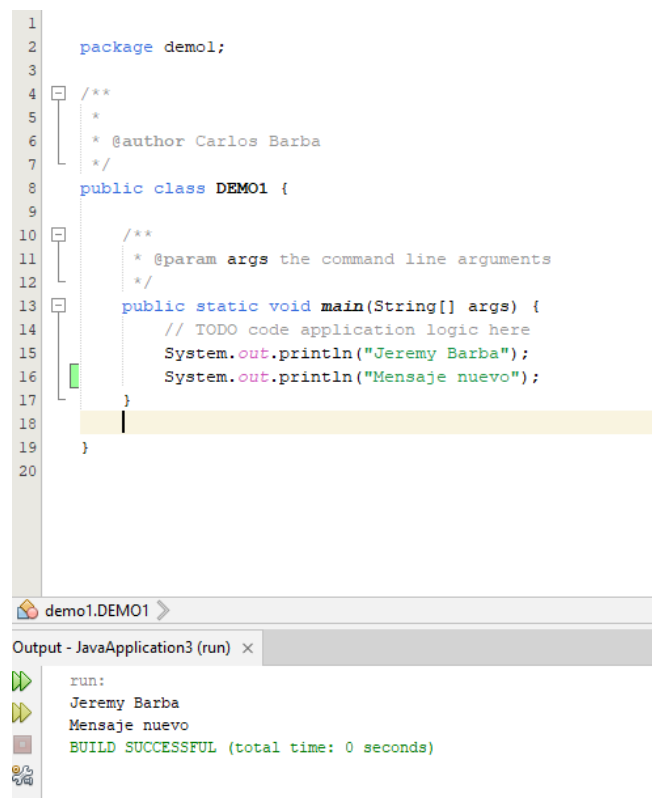 1
2 package demo1;
3
4 /**
5 *
6 * @author Carlos Barba
7 */
8 public class DEMO1 {
9
10 /**
11 * @param args the command line arguments
12 */
13 public static void main(String[] args) {
14 // TODO code application logic here
15 System.out.println("Jeremy Barba");
16 System.out.println("Mensaje nuevo");
17 }
18
19 }
20
demo1.DEMO1
Output - JavaApplication3 (run) ×
run:
Jeremy Barba
Mensaje nuevo
BUILD SUCCESSFUL (total time: 0 seconds)